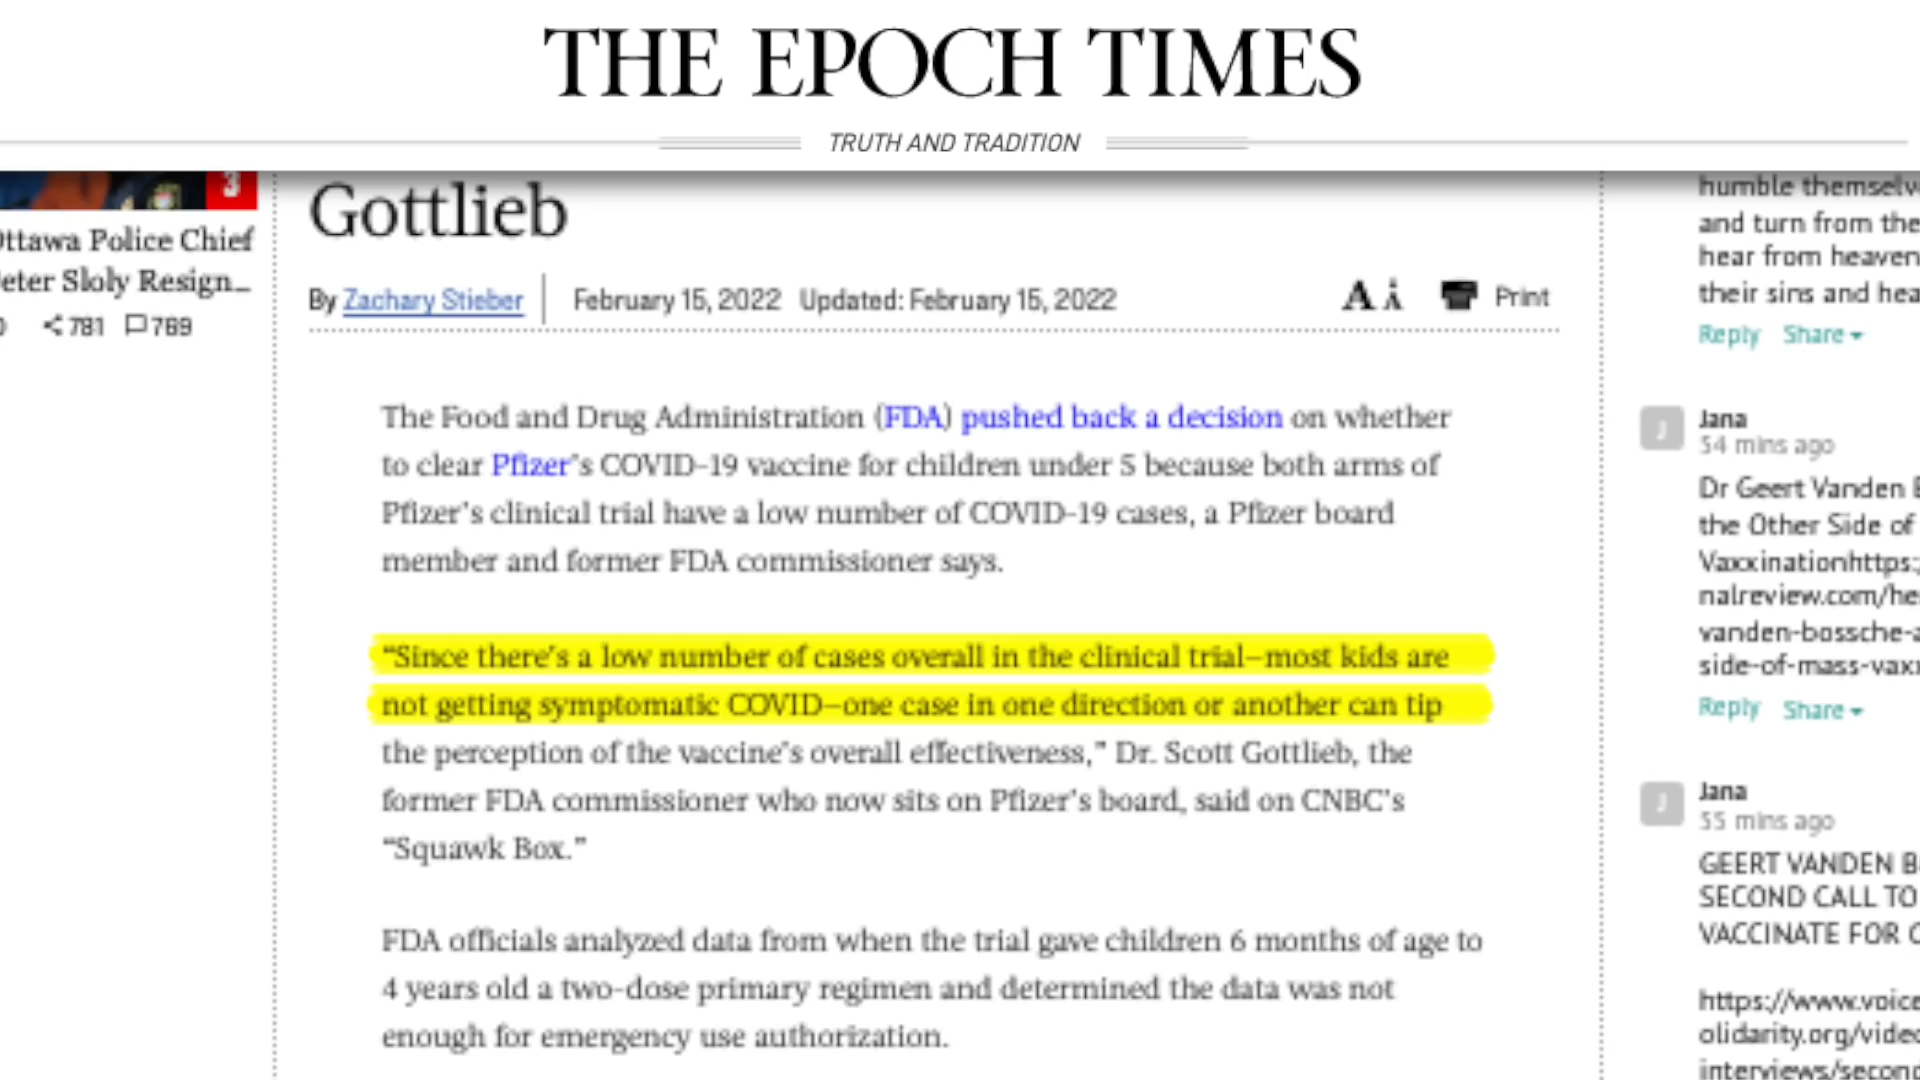 THE EPOCH TIMES
TRUTH AND TRADITION
3
Ottawa Police Chief
Peter Sloly Resign...
781 769
Gottlieb
By Zachary Stieber February 15, 2022 Updated: February 15, 2022
A A Print
The Food and Drug Administration (FDA) pushed back a decision on whether
to clear Pfizer's COVID-19 vaccine for children under 5 because both arms of
Pfizer's clinical trial have a low number of COVID-19 cases, a Pfizer board
member and former FDA commissioner says.
“Since there's a low number of cases overall in the clinical trial—most kids are
not getting symptomatic COVID—one case in one direction or another can tip
the perception of the vaccine's overall effectiveness,” Dr. Scott Gottlieb, the
former FDA commissioner who now sits on Pfizer's board, said on CNBC's
“Squawk Box.”
FDA officials analyzed data from when the trial gave children 6 months of age to
4 years old a two-dose primary regimen and determined the data was not
enough for emergency use authorization.
humble themselv
and turn from the
hear from heaven
their sins and hea
Reply Share
J
Jana
54 mins ago
Dr Geert Vanden B
the Other Side of
Vaxxinationhttps:
nalreview.com/he
vanden-bossche-a
side-of-mass-vax
Reply Share
J
Jana
55 mins ago
GEERT VANDEN B
SECOND CALL TO
VACCINATE FOR C
https://www.voice
olidarity.org/video
interviews/second